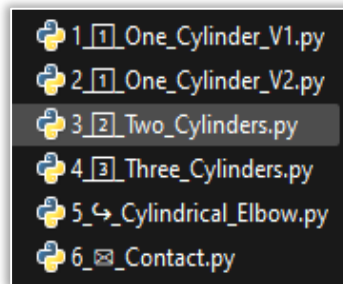 1_1️⃣_One_Cylinder_V1.py
2_1️⃣_One_Cylinder_V2.py
3_2️⃣_Two_Cylinders.py
4_3️⃣_Three_Cylinders.py
5_↪_Cylindrical_Elbow.py
6_✉_Contact.py